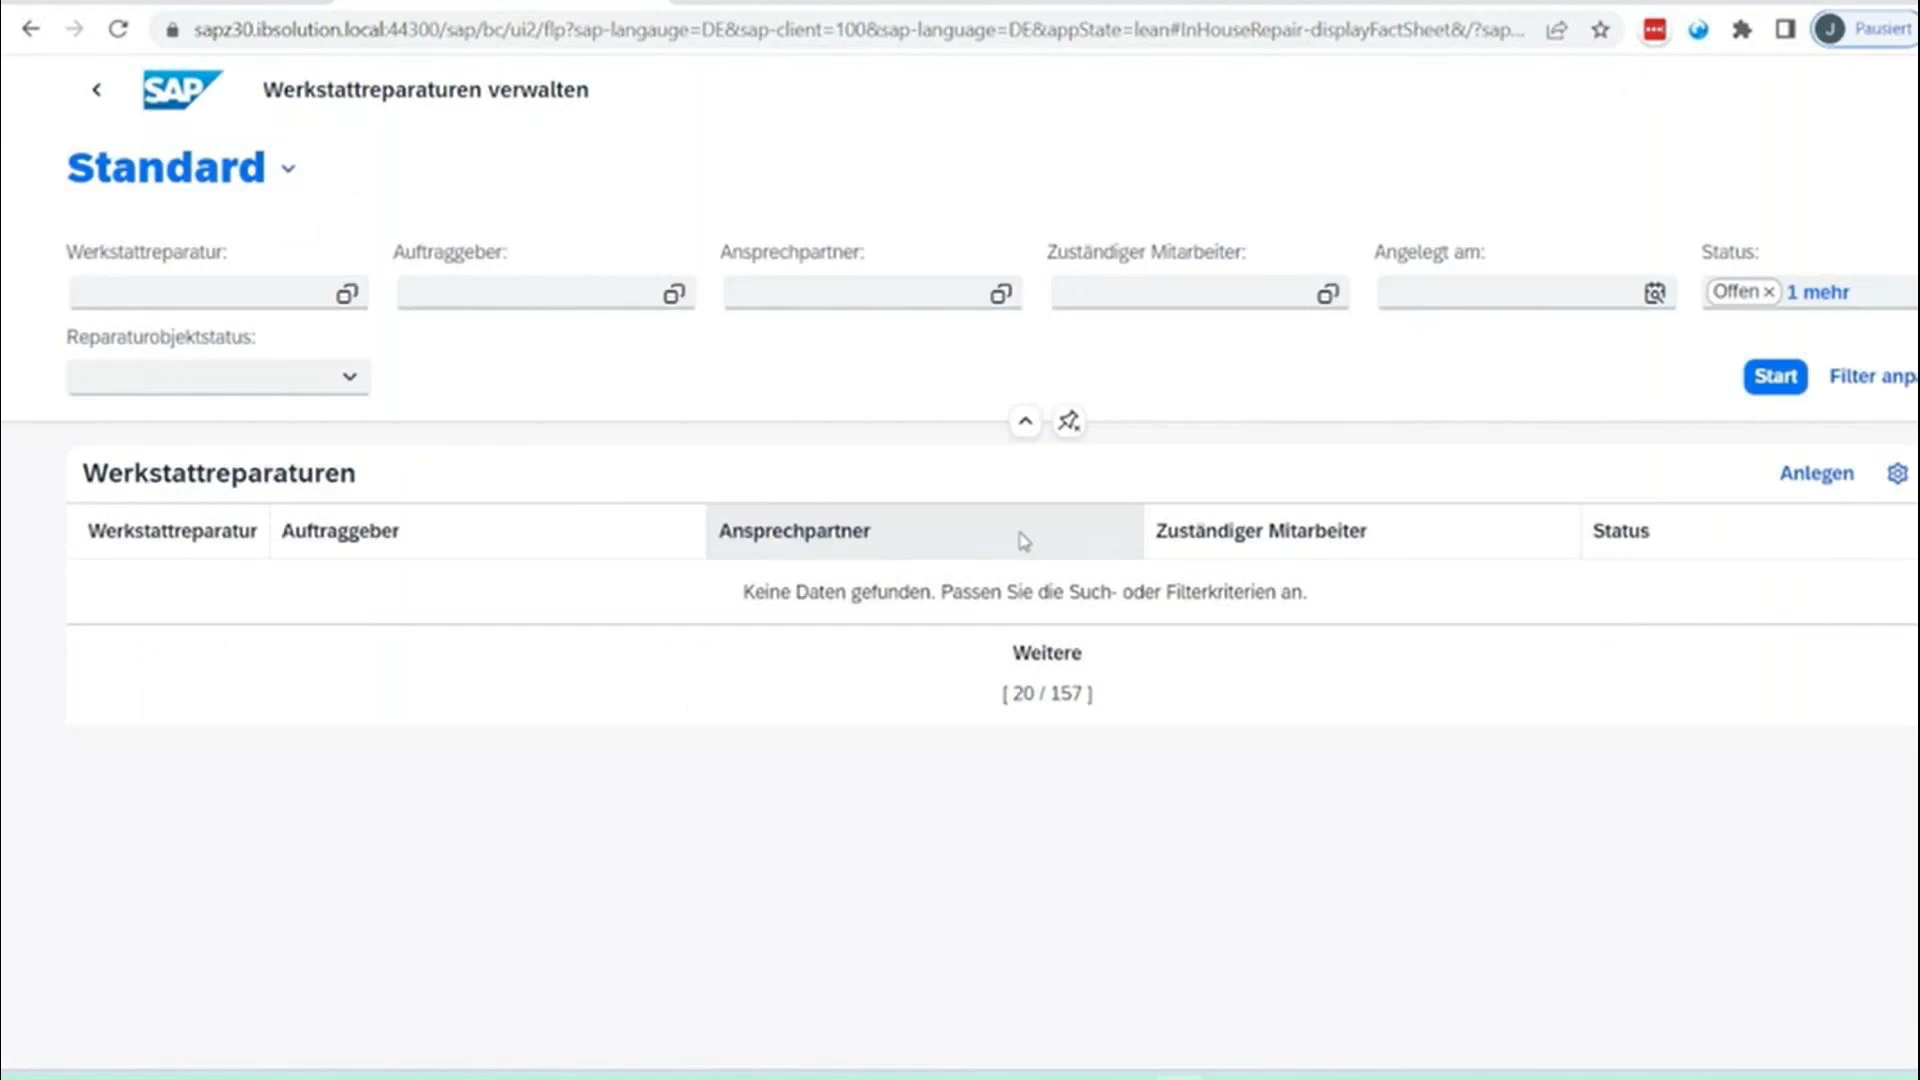 sapz30.ibsolution.local:44300/sap/bc/ui2/flp?sap-langauge=DE&sap-client=100&sap-language=DE&appState=lean#InHouseRepair-displayFactSheet&/?sap...
J Pausiert
SAP Werkstattreparaturen verwalten
Standard
Werkstattreparatur: Auftraggeber: Ansprechpartner: Zuständiger Mitarbeiter: Angelegt am: Status:
Offen × 1 mehr
Reparaturobjektstatus:
Start Filter anp
Werkstattreparaturen Anlegen
Werkstattreparatur Auftraggeber Ansprechpartner Zuständiger Mitarbeiter Status
Keine Daten gefunden. Passen Sie die Such- oder Filterkriterien an.
Weitere
[ 20 / 157 ]